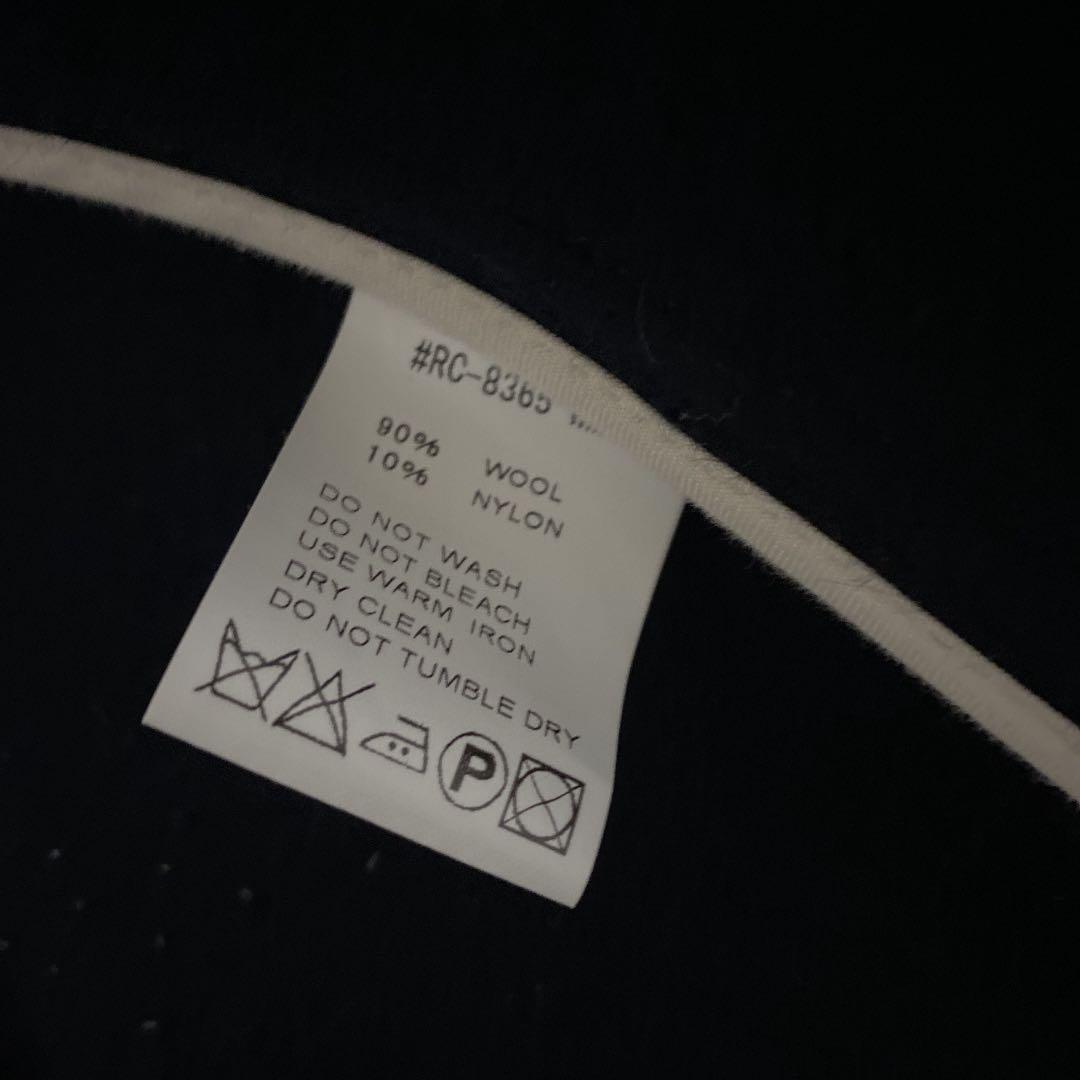 #RC-8365
90% WOOL
10% NYLON
DO NOT WASH
DO NOT BLEACH
USE WARM IRON
DRY CLEAN
DO NOT TUMBLE DRY
P